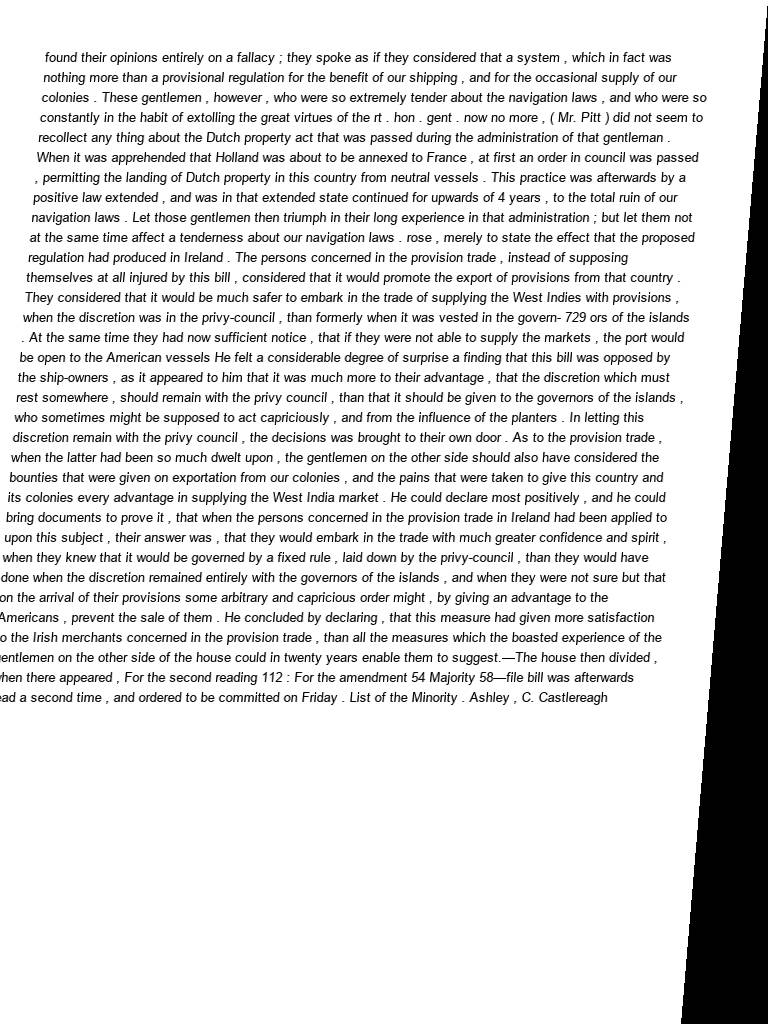 found their opinions entirely on a fallacy ; they spoke as if they considered that a system , which in fact was
nothing more than a provisional regulation for the benefit of our shipping , and for the occasional supply of our
colonies . These gentlemen , however , who were so extremely tender about the navigation laws , and who were so
constantly in the habit of extolling the great virtues of the rt . hon . gent . now no more , ( Mr. Pitt ) did not seem to
recollect any thing about the Dutch property act that was passed during the administration of that gentleman .
When it was apprehended that Holland was about to be annexed to France , at first an order in council was passed
, permitting the landing of Dutch property in this country from neutral vessels . This practice was afterwards by a
positive law extended , and was in that extended state continued for upwards of 4 years , to the total ruin of our
navigation laws . Let those gentlemen then triumph in their long experience in that administration ; but let them not
at the same time affect a tenderness about our navigation laws . rose , merely to state the effect that the proposed
regulation had produced in Ireland . The persons concerned in the provision trade , instead of supposing
themselves at all injured by this bill , considered that it would promote the export of provisions from that country .
They considered that it would be much safer to embark in the trade of supplying the West Indies with provisions ,
when the discretion was in the privy-council , than formerly when it was vested in the govern- 729 ors of the islands
. At the same time they had now sufficient notice , that if they were not able to supply the markets , the port would
be open to the American vessels He felt a considerable degree of surprise a finding that this bill was opposed by
the ship-owners , as it appeared to him that it was much more to their advantage , that the discretion which must
rest somewhere , should remain with the privy council , than that it should be given to the governors of the islands ,
who sometimes might be supposed to act capriciously , and from the influence of the planters . In letting this
discretion remain with the privy council , the decisions was brought to their own door . As to the provision trade ,
when the latter had been so much dwelt upon , the gentlemen on the other side should also have considered the
bounties that were given on exportation from our colonies , and the pains that were taken to give this country and
its colonies every advantage in supplying the West India market . He could declare most positively , and he could
bring documents to prove it , that when the persons concerned in the provision trade in Ireland had been applied to
upon this subject , their answer was , that they would embark in the trade with much greater confidence and spirit ,
when they knew that it would be governed by a fixed rule , laid down by the privy-council , than they would have
done when the discretion remained entirely with the governors of the islands , and when they were not sure but that
on the arrival of their provisions some arbitrary and capricious order might , by giving an advantage to the
Americans , prevent the sale of them . He concluded by declaring , that this measure had given more satisfaction
o the Irish merchants concerned in the provision trade , than all the measures which the boasted experience of the
entlemen on the other side of the house could in twenty years enable them to suggest.—The house then divided ,
when there appeared , For the second reading 112 : For the amendment 54 Majority 58—file bill was afterwards
ead a second time , and ordered to be committed on Friday . List of the Minority . Ashley , C. Castlereagh